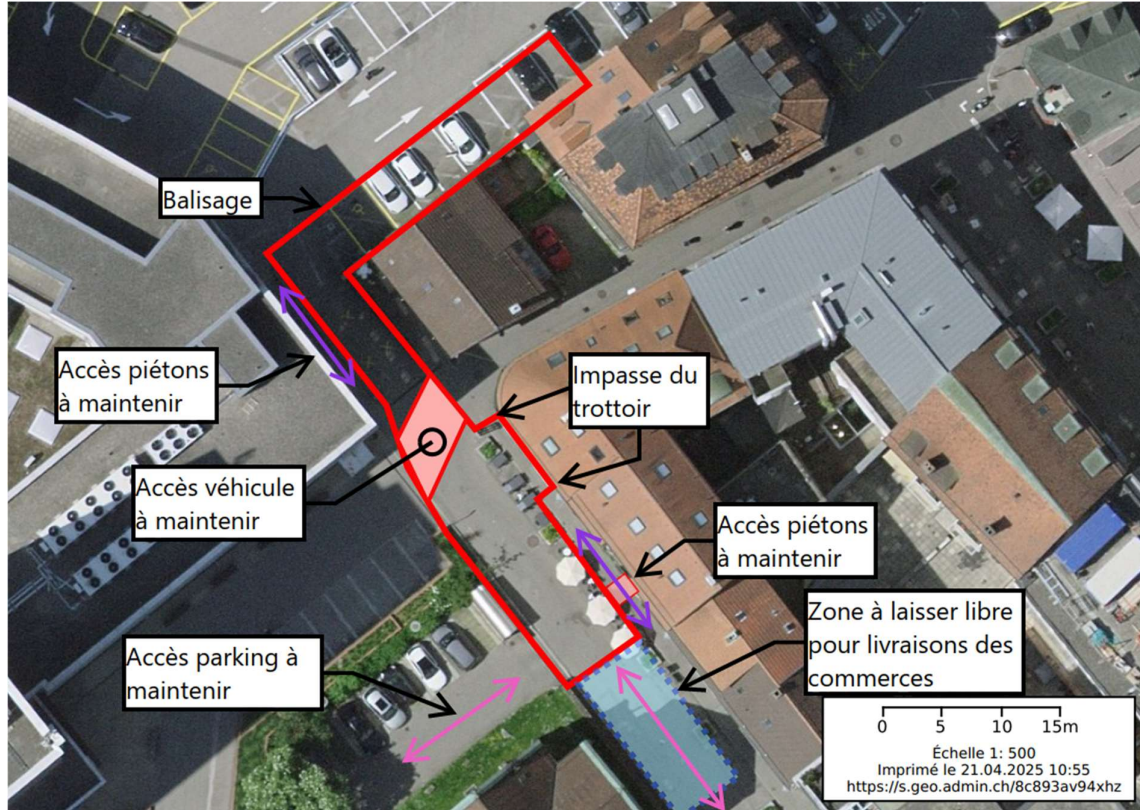 Balisage
Accès piétons
à maintenir
Impasse du
trottoir
Accès véhicule
à maintenir
Accès piétons
à maintenir
Accès parking à
maintenir
Zone à laisser libre
pour livraisons des
commerces
0 5 10 15m
Échelle 1: 500
Imprimé le 21.04.2025 10:55
https://s.geo.admin.ch/8c893av94xhz